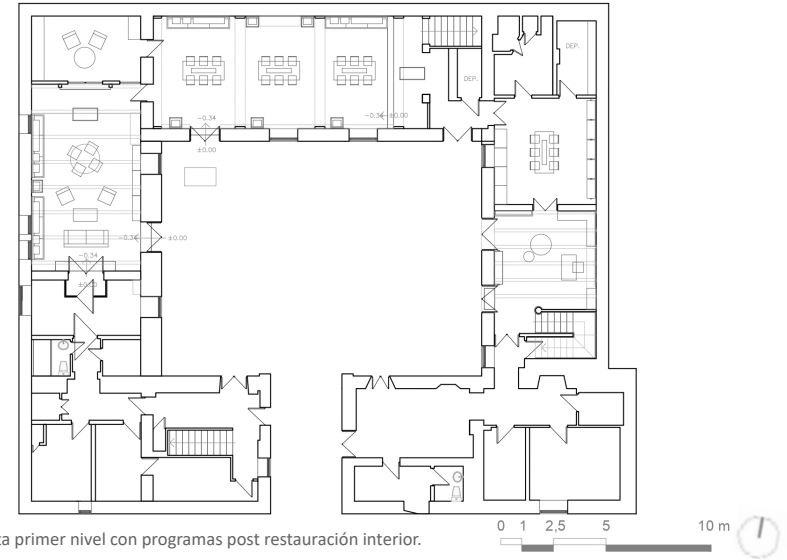 DEP.
DEP.
-0.34
±0.00
-0.34
±0.00
-0.34
±0.00
-0.34
±0.00
primer nivel con programas post restauración interior.
0 1 2,5 5 10 m